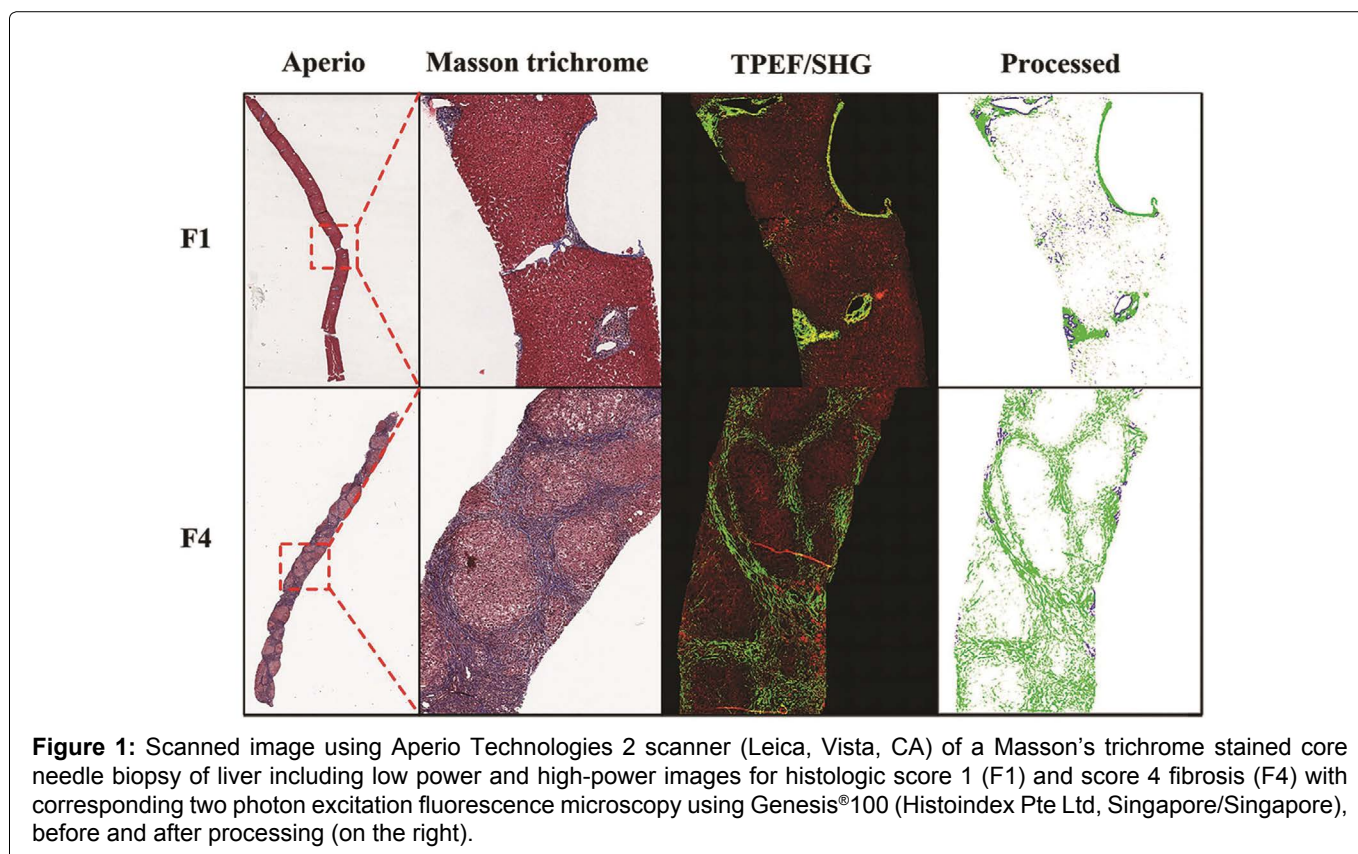 Aperio Masson trichrome TPEF/SHG Processed
F1
F4
Figure 1: Scanned image using Aperio Technologies 2 scanner (Leica, Vista, CA) of a Masson's trichrome stained core
needle biopsy of liver including low power and high-power images for histologic score 1 (F1) and score 4 fibrosis (F4) with
corresponding two photon excitation fluorescence microscopy using Genesis®100 (Histoindex Pte Ltd, Singapore/Singapore),
before and after processing (on the right).